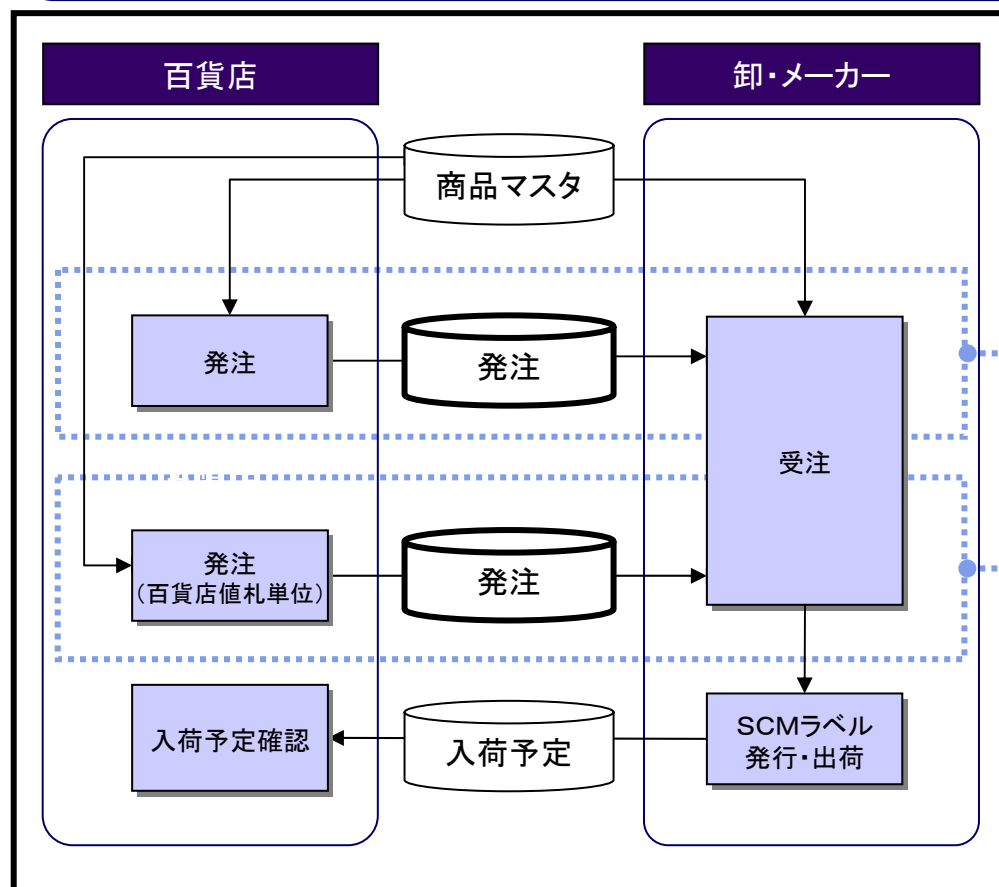 百貨店
卸・メーカー
商品マスタ
発注
発注
受注
発注
(百貨店値札単位)
発注
入荷予定確認
入荷予定
SCMラベル
発行・出荷